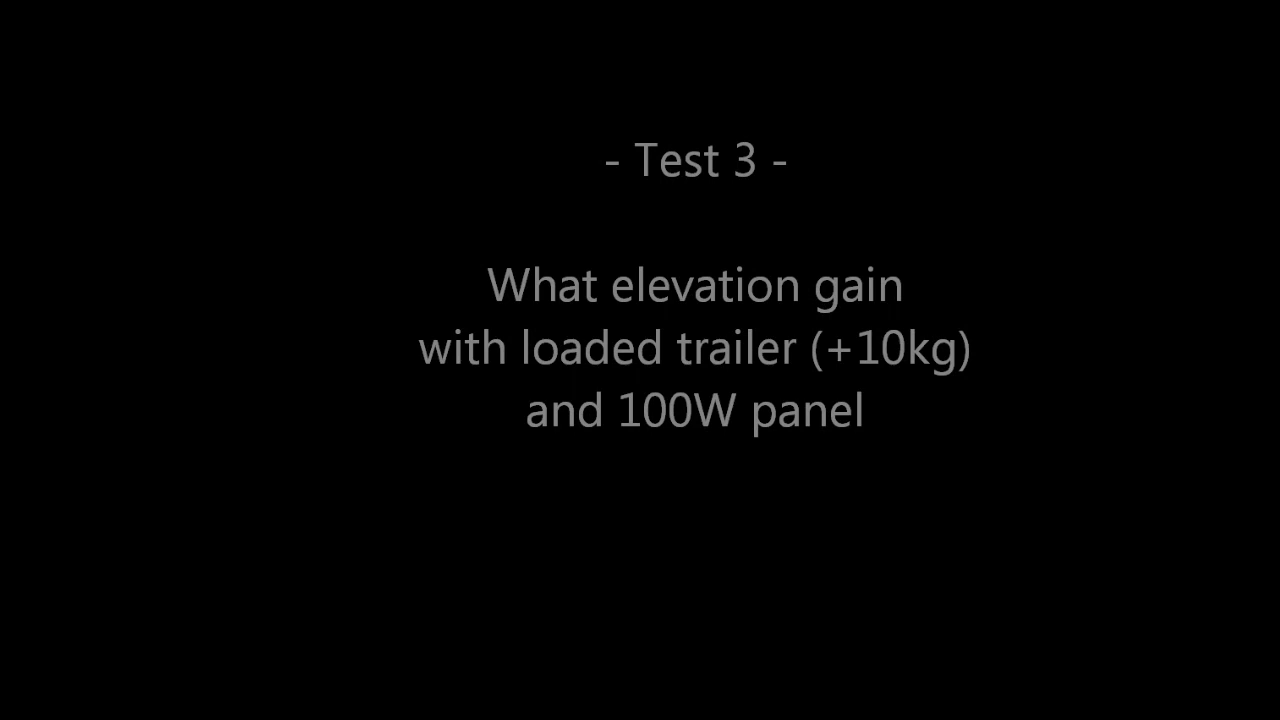 - Test 3 -
What elevation gain
with loaded trailer (+10kg)
and 100W panel